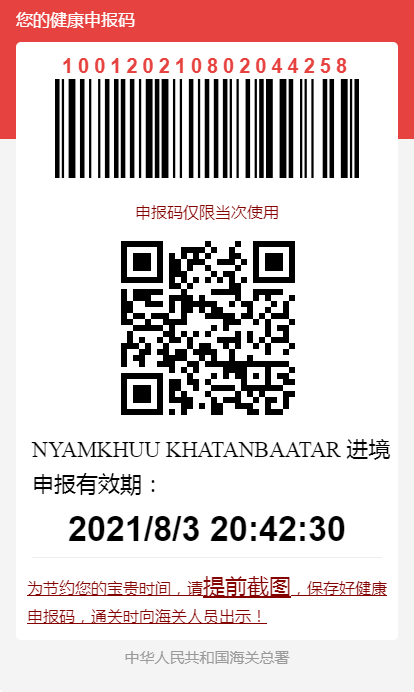 您的健康申报码
100120210802044258
申报码仅限当次使用
NYAMKHUU KHATANBAATAR 进境
申报有效期：
2021/8/3 20:42:30
为节约您的宝贵时间，请提前截图，保存好健康
申报码，通关时向海关人员出示！
中华人民共和国海关总署